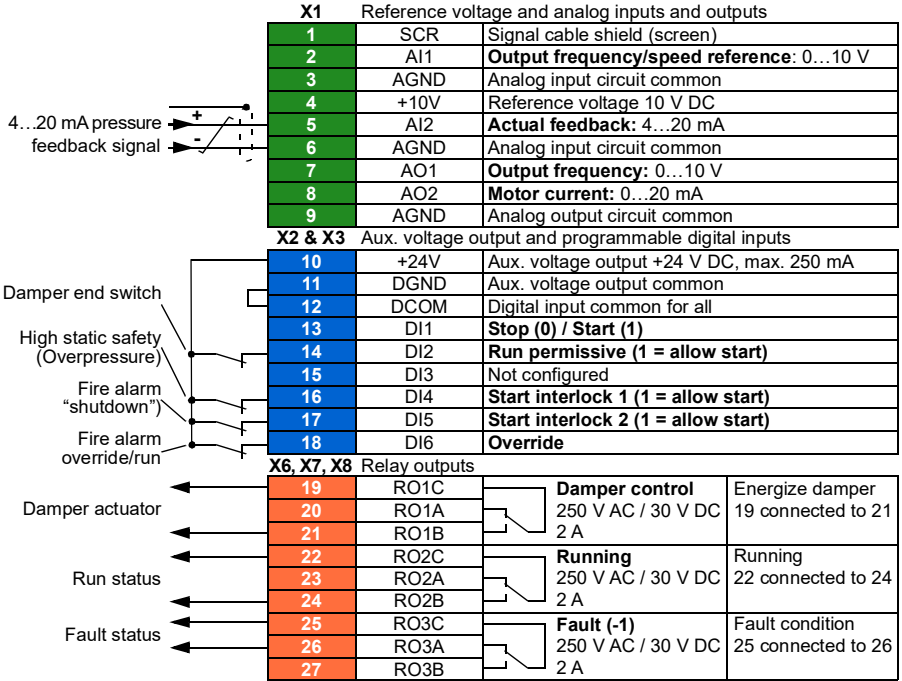 X1 Reference voltage and analog inputs and outputs
1 SCR Signal cable shield (screen)
2 AI1 Output frequency/speed reference: 0…10 V
3 AGND Analog input circuit common
4 +10V Reference voltage 10 V DC
4…20 mA pressure + 5 AI2 Actual feedback: 4…20 mA
feedback signal - 6 AGND Analog input circuit common
7 AO1 Output frequency: 0…10 V
8 AO2 Motor current: 0…20 mA
9 AGND Analog output circuit common
X2 & X3 Aux. voltage output and programmable digital inputs
10 +24V Aux. voltage output +24 V DC, max. 250 mA
11 DGND Aux. voltage output common
Damper end switch
12 DCOM Digital input common for all
13 DI1 Stop (0) / Start (1)
High static safety
(Overpressure)
14 DI2 Run permissive (1 = allow start)
15 DI3 Not configured
Fire alarm
16 DI4 Start interlock 1 (1 = allow start)
“shutdown”)
17 DI5 Start interlock 2 (1 = allow start)
Fire alarm
override/run
18 DI6 Override
X6, X7, X8 Relay outputs
19 RO1C Damper control Energize damper
Damper actuator 20 RO1A 250 V AC / 30 V DC 19 connected to 21
21 RO1B 2 A
22 RO2C Running Running
Run status 23 RO2A 250 V AC / 30 V DC 22 connected to 24
24 RO2B 2 A
25 RO3C Fault (-1) Fault condition
Fault status 26 RO3A 250 V AC / 30 V DC 25 connected to 26
27 RO3B 2 A